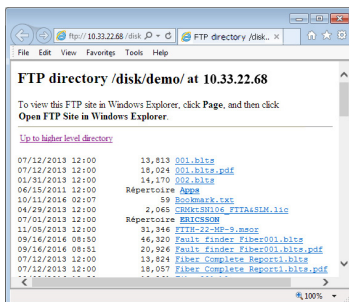 ftp://10.33.22.68/disk
FTP directory /disk..
File Edit View Favorites Tools Help
FTP directory /disk/demo/ at 10.33.22.68
To view this FTP site in Windows Explorer, click Page, and then click
Open FTP Site in Windows Explorer.
Up to higher level directory
07/12/2013 12:00 13,813 001.blts
07/12/2013 12:00 18,024 001.blts.pdf
01/31/2013 12:00 14,170 002.blts
06/15/2011 12:00 Répertoire Apps
10/11/2016 02:07 59 Bookmark.txt
04/29/2013 12:00 2,065 CRMktSN106_FTTASLM.lic
07/01/2013 12:00 Répertoire ERICSSON
11/05/2013 12:00 31,346 FTTH-22-MP-9.msor
09/16/2016 08:50 46,320 Fault finder Fiber001.blts
09/16/2016 08:51 20,926 Fault finder Fiber001.blts.pdf
07/12/2013 12:00 13,824 Fiber Complete Report1.blts
07/12/2013 12:00 18,057 Fiber Complete Report1.blts.pdf
100%